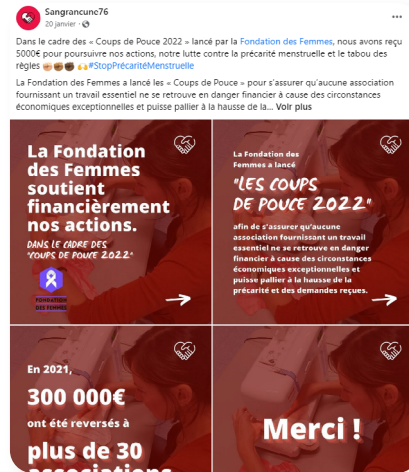 Sangrancune76
20 janvier ·
Dans le cadre des « Coups de Pouce 2022 » lancé par la Fondation des Femmes, nous avons reçu
5000€ pour poursuivre nos actions, notre lutte contre la précarité menstruelle et le tabou des
règles ✊🏼✊🏾✊🏿🙌#StopPrécaritéMenstruelle
La Fondation des Femmes a lancé les « Coups de Pouce » pour s'assurer qu'aucune association
fournissant un travail essentiel ne se retrouve en danger financier à cause des circonstances
économiques exceptionnelles et puisse pallier à la hausse de la... Voir plus
La Fondation
des Femmes
soutient
financièrement
nos actions.
DANS LE CADRE DES
"COUPS DE POUCE 2022"
FONDATION
DES FEMMES
La Fondation des
Femmes a lancé
"LES COUPS
DE POUCE 2022"
afin de s'assurer qu'aucune
association fournissant un travail
essentiel ne se retrouve en danger
financier à cause des circonstances
économiques exceptionnelles et
puisse pallier à la hausse de la
précarité et des demandes reçues.
En 2021,
300 000€
ont été reversés à
plus de 30
associations
Merci !